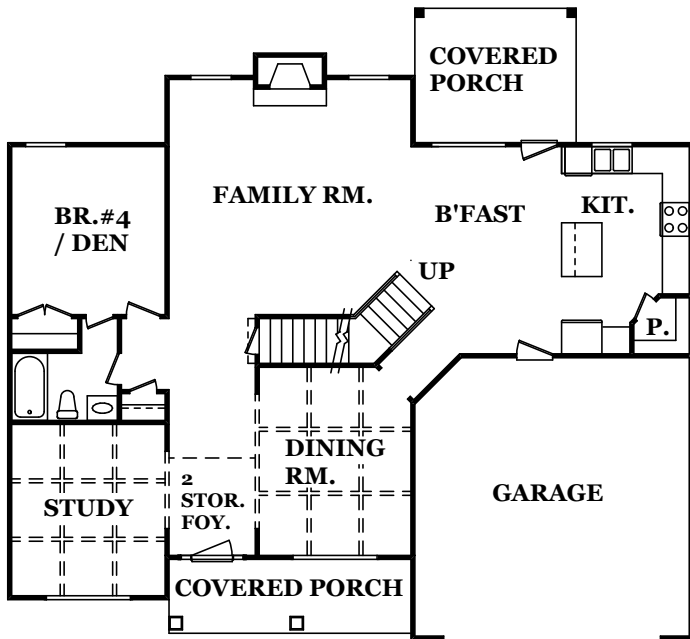 COVERED
PORCH
FAMILY RM.
BR.#4
/ DEN
B'FAST
KIT.
UP
P.
DINING
RM.
2
STOR.
FOY.
STUDY
GARAGE
COVERED PORCH